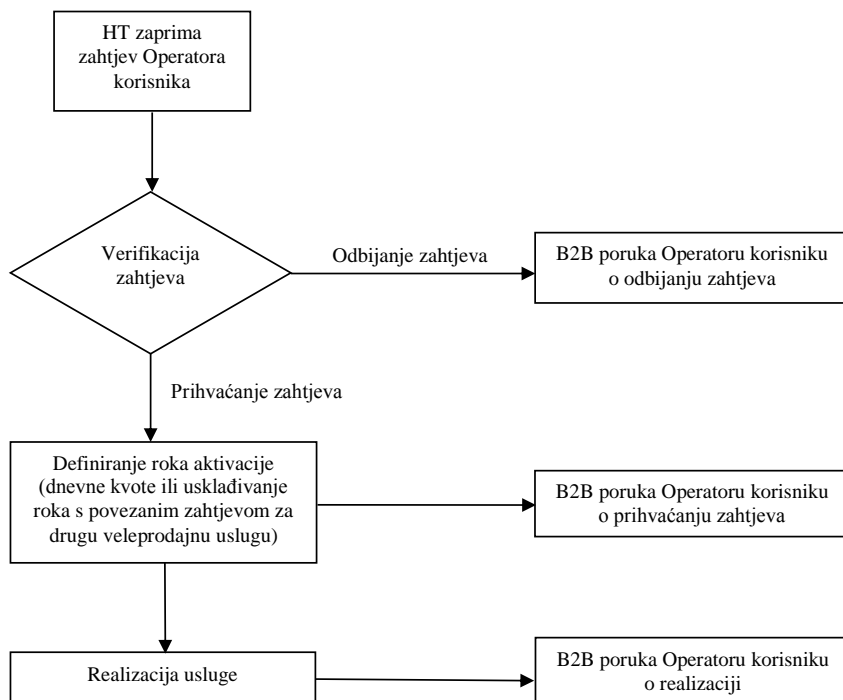 HT zaprima
zahtjev Operatora
korisnika
Verifikacija
zahtjeva
Odbijanje zahtjeva
B2B poruka Operatoru korisniku
o odbijanju zahtjeva
Prihvaćanje zahtjeva
Definiranje roka aktivacije
(dnevne kvote ili usklađivanje
roka s povezanim zahtjevom za
drugu veleprodajnu uslugu)
B2B poruka Operatoru korisniku
o prihvaćanju zahtjeva
Realizacija usluge
B2B poruka Operatoru korisniku
o realizaciji